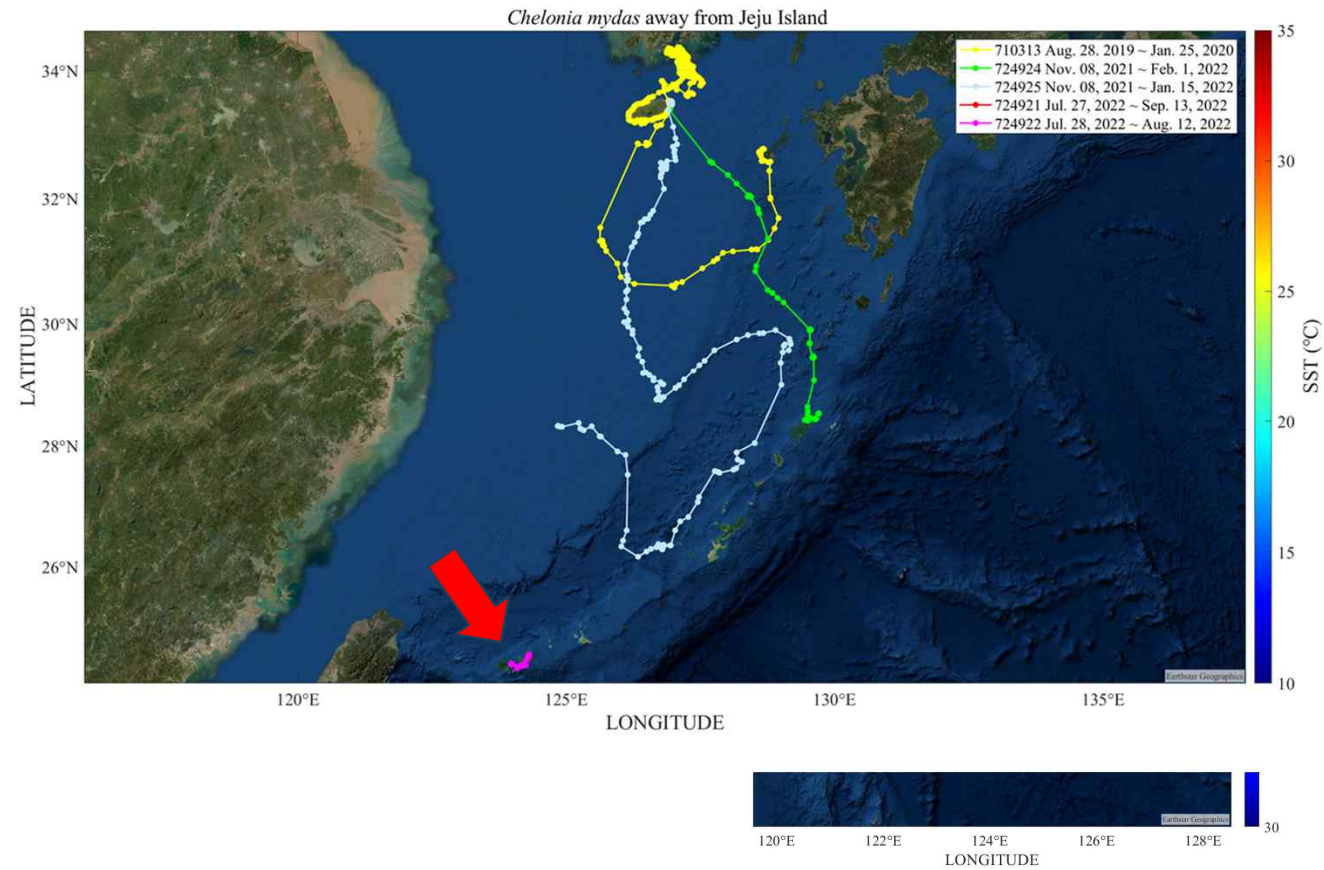 Chelonia mydas away from Jeju Island
710313 Aug. 28. 2019 ~ Jan. 25, 2020
724924 Nov. 08, 2021 ~ Feb. 1, 2022
724925 Nov. 08, 2021 ~ Jan. 15, 2022
724921 Jul. 27, 2022 ~ Sep. 13, 2022
724922 Jul. 28, 2022 ~ Aug. 12, 2022
34°N
32°N
30°N
28°N
26°N
LATITUDE
35
30
25
20
15
10
SST (°C)
Earthstar Geographics
120°E 125°E 130°E 135°E
LONGITUDE
Earthstar Geographics
30
120°E 122°E 124°E 126°E 128°E
LONGITUDE